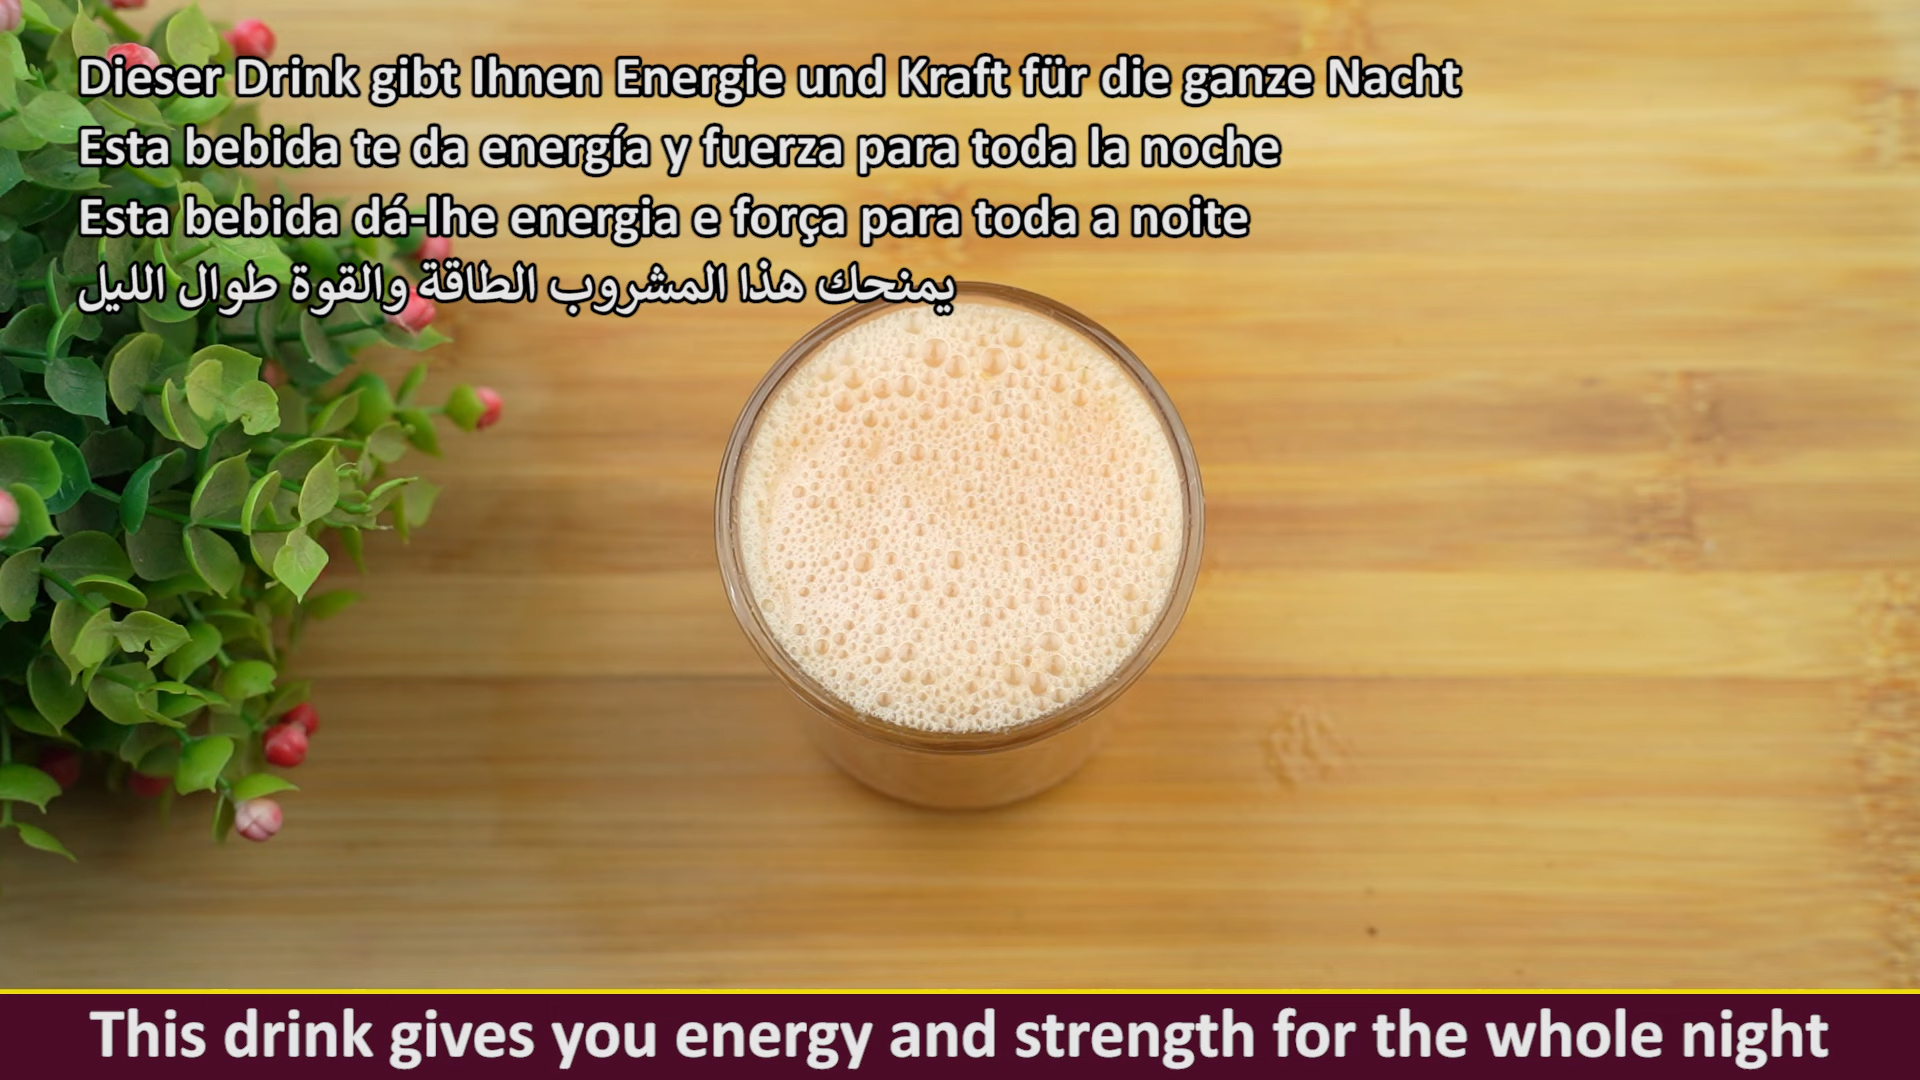 Dieser Drink gibt Ihnen Energie und Kraft für die ganze Nacht
Esta bebida te da energía y fuerza para toda la noche
Esta bebida dá-lhe energia e força para toda a noite
يمنحك هذا المشروب الطاقة والقوة طوال الليل
This drink gives you energy and strength for the whole night